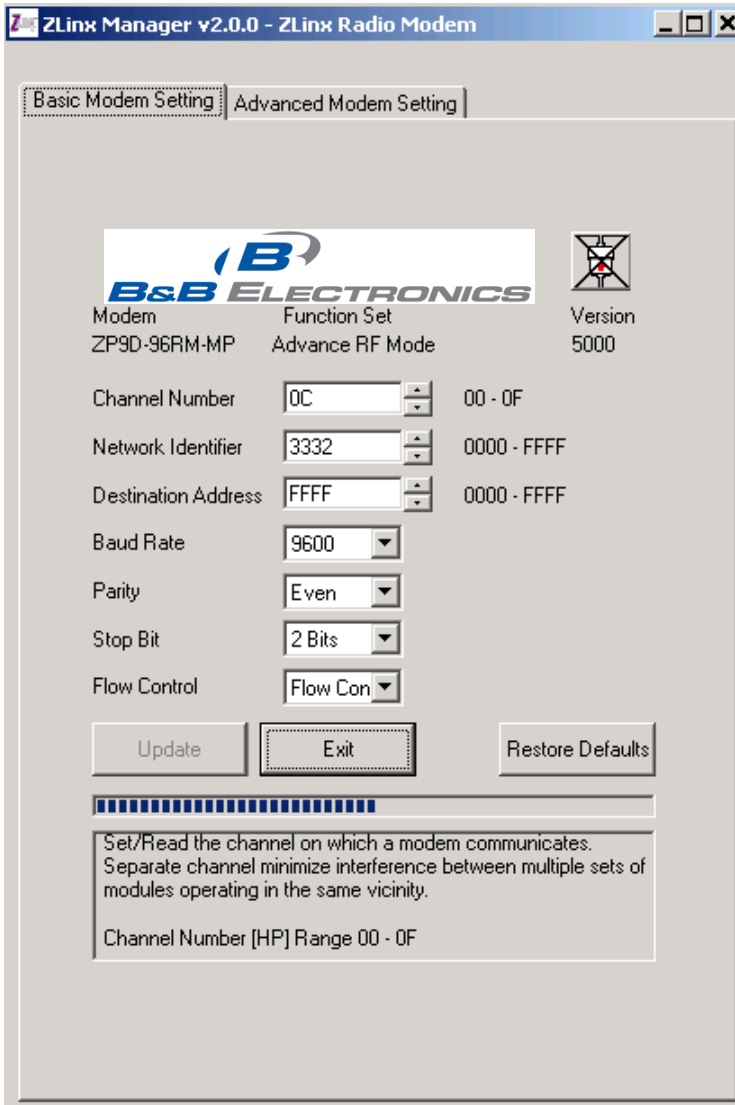 ZLinx Manager v2.0.0 - ZLinx Radio Modem
Basic Modem Setting Advanced Modem Setting
B
B&B ELECTRONICS
Modem Function Set Version
ZP9D-96RM-MP Advance RF Mode 5000
Channel Number 0C 00 - 0F
Network Identifier 3332 0000 - FFFF
Destination Address FFFF 0000 - FFFF
Baud Rate 9600
Parity Even
Stop Bit 2 Bits
Flow Control Flow Con
Update Exit Restore Defaults
Set/Read the channel on which a modem communicates.
Separate channel minimize interference between multiple sets of
modules operating in the same vicinity.
Channel Number [HP] Range 00 - 0F